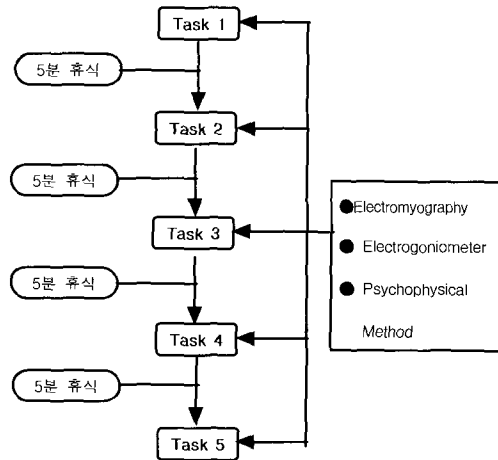 Task 1
5분 휴식
Task 2
5분 휴식
Task 3
5분 휴식
Task 4
5분 휴식
Task 5
●Electromyography
● Electrogoniometer
● Psychophysical
Method